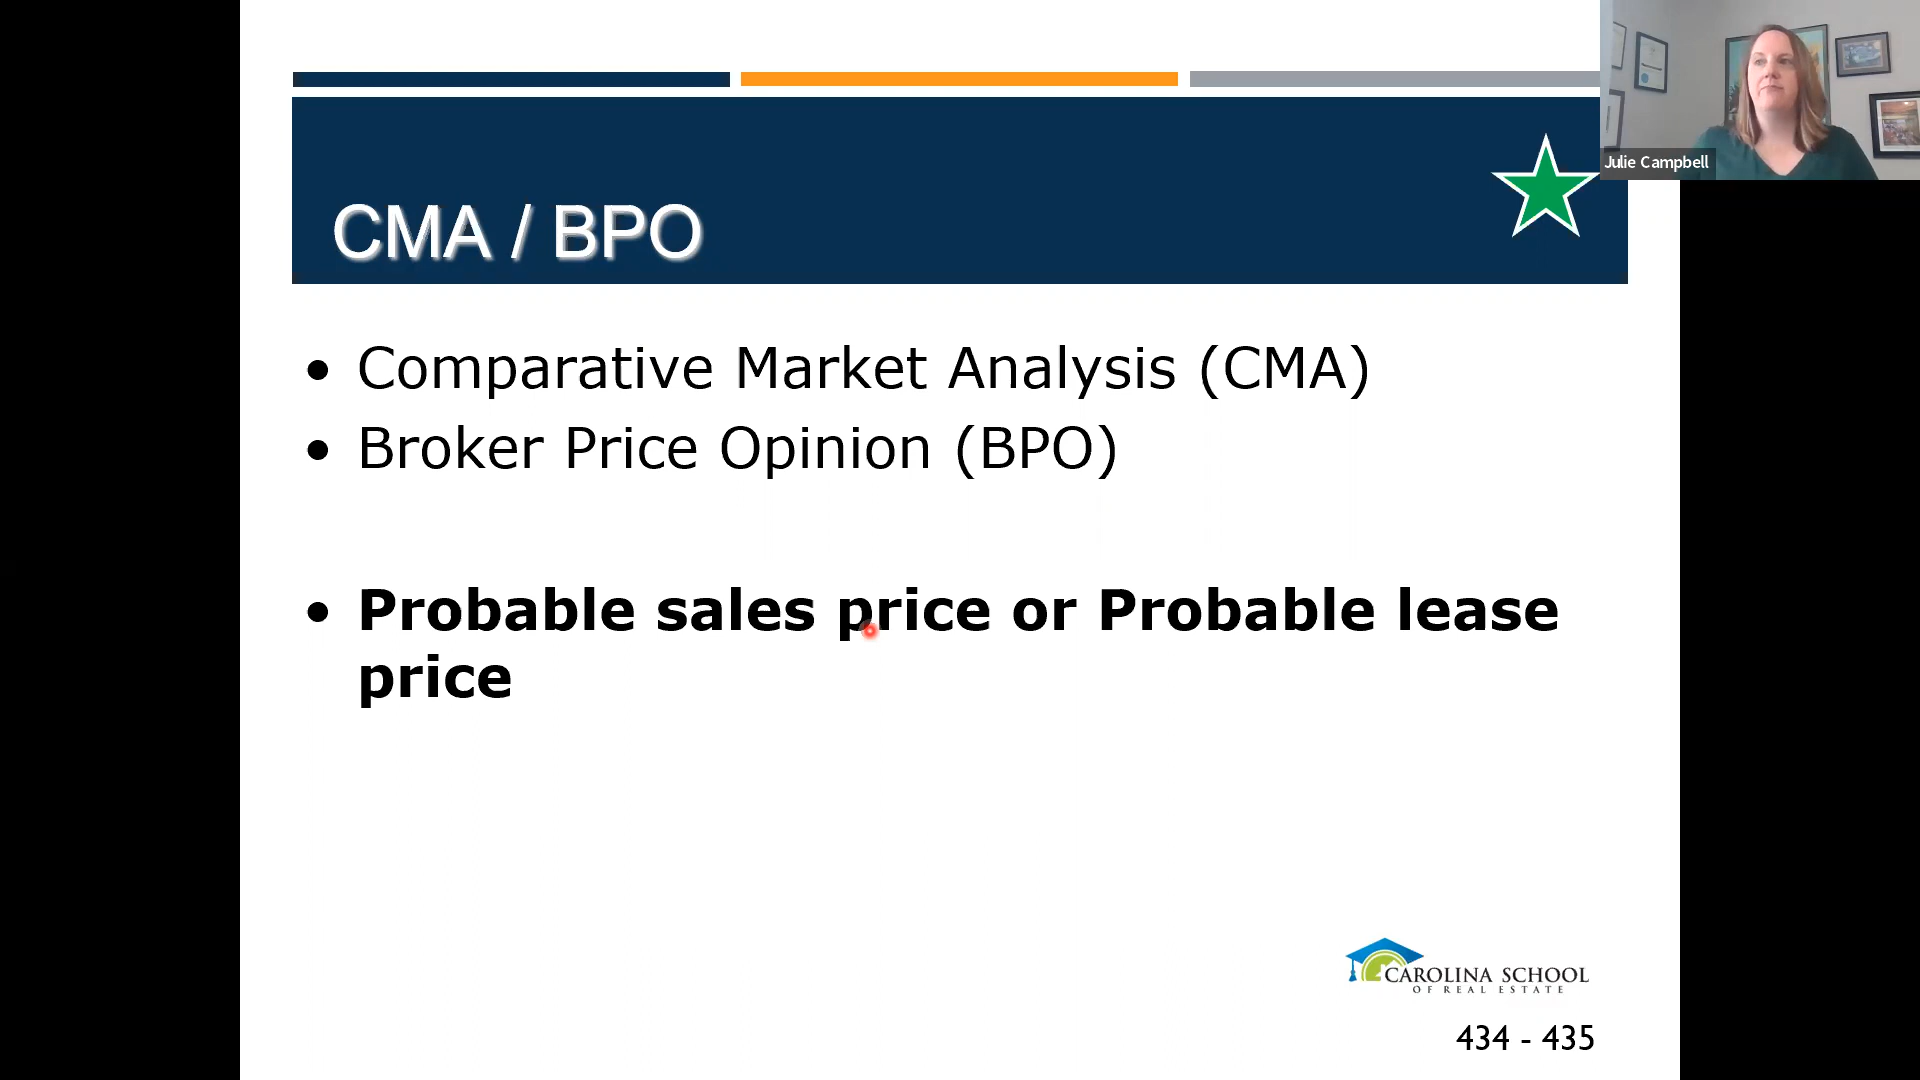 Julie Campbell
CMA / BPO
• Comparative Market Analysis (CMA)
• Broker Price Opinion (BPO)
• Probable sales price or Probable lease
price
CAROLINA SCHOOL
OF REAL ESTATE
434 - 435